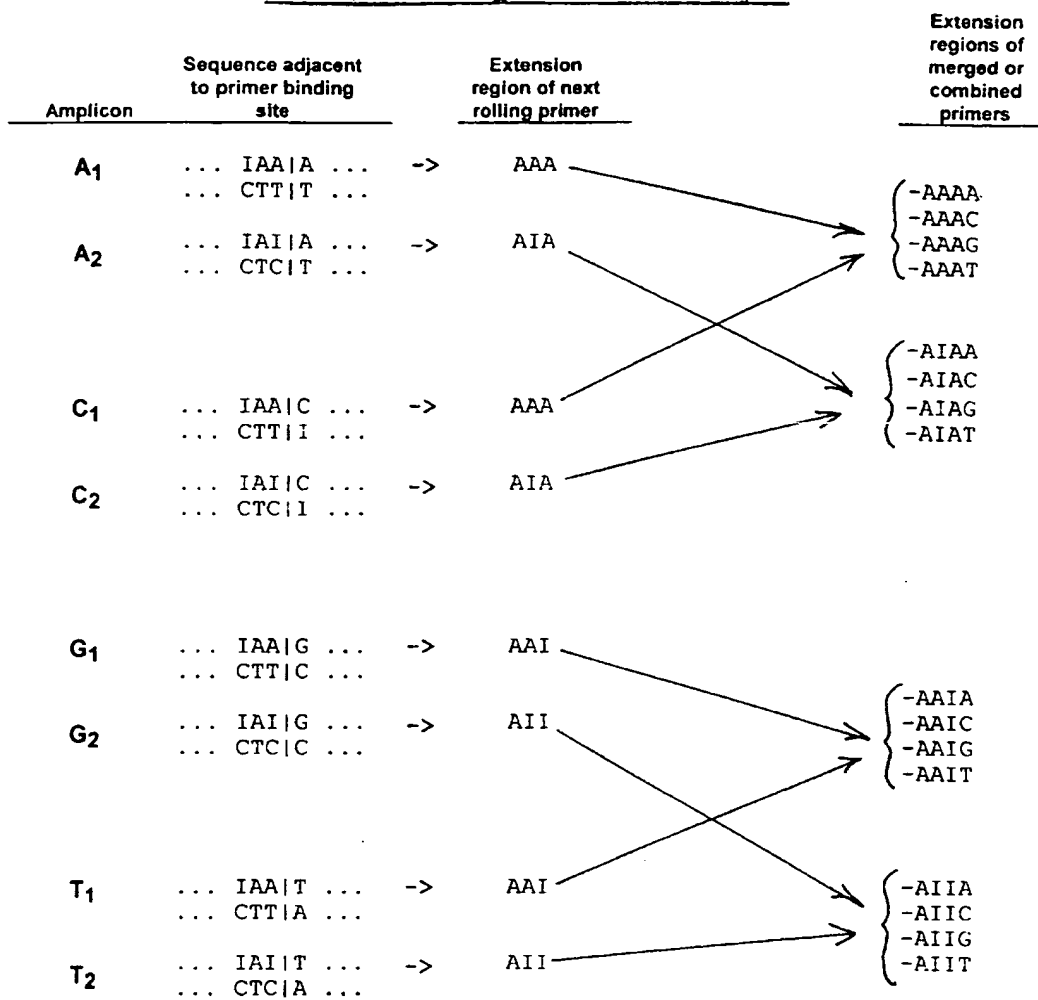 Extension
regions of
merged or
combined
primers
Sequence adjacent
to primer binding
site
Extension
region of next
rolling primer
Amplicon
A1 ... IAA|A ... -> AAA
... CTT|T ...
A2 ... IAI|A ... -> AIA
... CTC|T ...
-AAAA
-AAAC
-AAAG
-AAAT
C1 ... IAA|C ... -> AAA
... CTT|I ...
C2 ... IAI|C ... -> AIA
... CTC|I ...
-AIAA
-AIAC
-AIAG
-AIAT
G1 ... IAA|G ... -> AAI
... CTT|C ...
G2 ... IAI|G ... -> AII
... CTC|C ...
-AAIA
-AAIC
-AAIG
-AAIT
T1 ... IAA|T ... -> AAI
... CTT|A ...
T2 ... IAI|T ... -> AII
... CTC|A ...
-AIIA
-AIIC
-AIIG
-AIIT